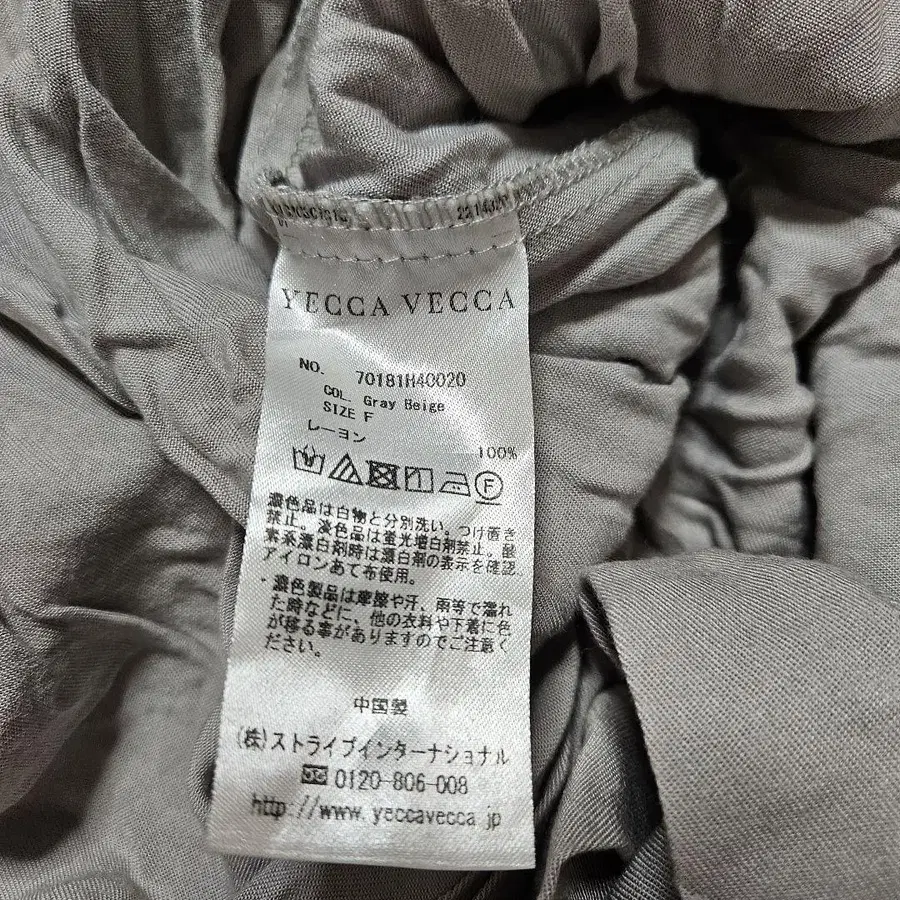 YECCA VECCA
NO. 70181H40020
COL. Gray Beige
SIZE F
レーヨン 100%
F
濃色品は白物と分別洗い。つけ置き
禁止。淡色品は蛍光増白剤禁止。酸
素系漂白剤時は漂白剤の表示を確認。
アイロンあて布使用。
・濃色製品は摩擦や汗、雨等で濡れ
た時などに、他の衣料や下着に色
が移る事がありますのでご注意く
ださい。
中国製
(株)ストライプインターナショナル
0120-806-008
http://www.yeccavecca.jp